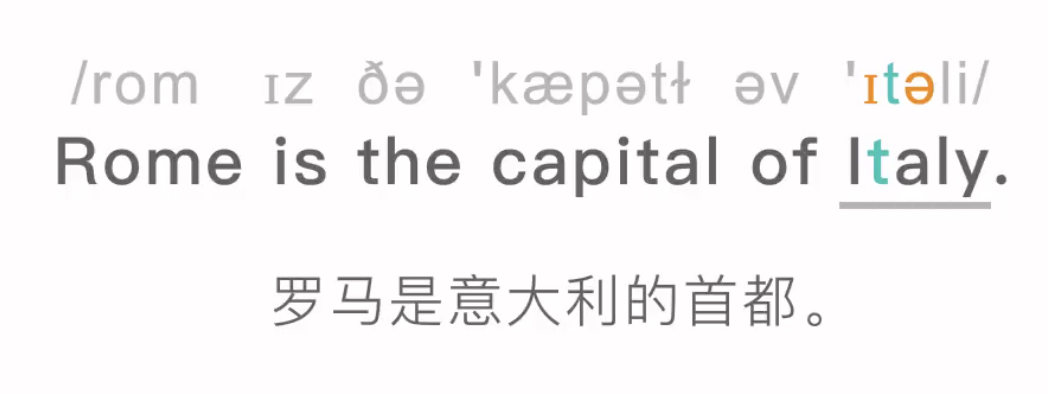 /rom ɪz ðə 'kæpətɫ əv 'ɪtəli/
Rome is the capital of Italy.
罗马是意大利的首都。